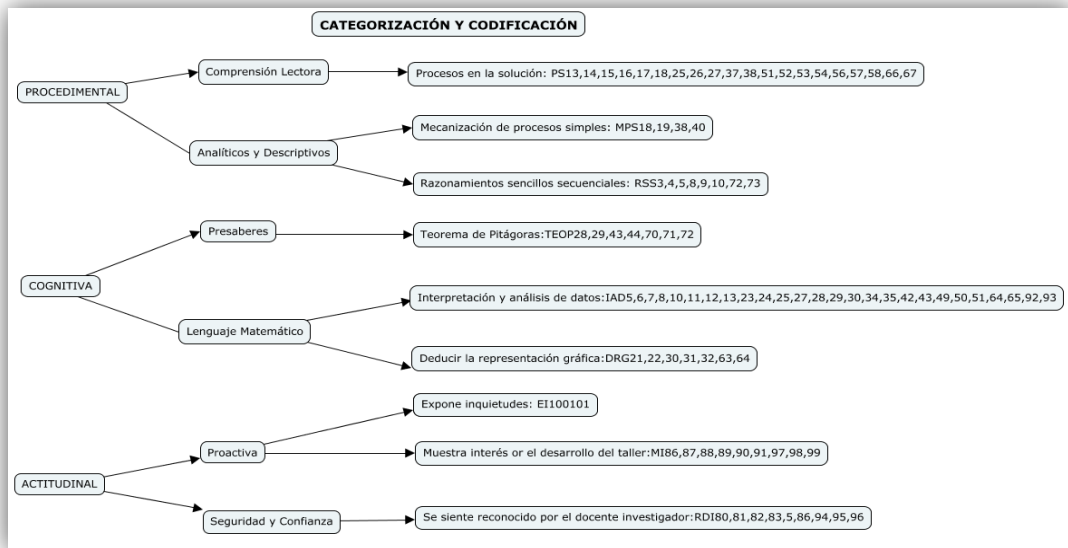 CATEGORIZACIÓN Y CODIFICACIÓN
PROCEDIMENTAL
Comprensión Lectora
Procesos en la solución: PS13,14,15,16,17,18,25,26,27,37,38,51,52,53,54,56,57,58,66,67
Analíticos y Descriptivos
Mecanización de procesos simples: MPS18,19,38,40
Razonamientos sencillos secuenciales: RSS3,4,5,8,9,10,72,73
COGNITIVA
Presaberes
Teorema de Pitágoras:TEOP28,29,43,44,70,71,72
Lenguaje Matemático
Interpretación y análisis de datos:IAD5,6,7,8,10,11,12,13,23,24,25,27,28,29,30,34,35,42,43,49,50,51,64,65,92,93
Deducir la representación gráfica:DRG21,22,30,31,32,63,64
ACTITUDINAL
Proactiva
Expone inquietudes: EI100101
Muestra interés or el desarrollo del taller:MI86,87,88,89,90,91,97,98,99
Seguridad y Confianza
Se siente reconocido por el docente investigador:RDI80,81,82,83,5,86,94,95,96